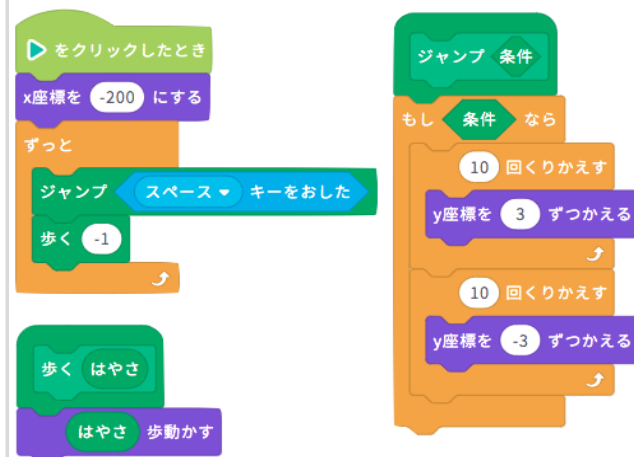 をクリックしたとき
x座標を -200 にする
ずっと
ジャンプ スペース キーをおした
歩く -1
歩く はやさ
はやさ 歩動かす
ジャンプ 条件
もし 条件 なら
10 回くりかえす
y座標を 3 ずつかえる
10 回くりかえす
y座標を -3 ずつかえる